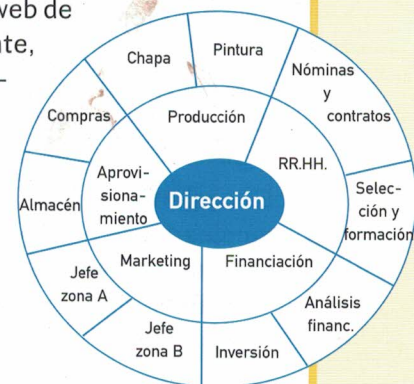 web de
nte,
–
Chapa
Pintura
Nóminas
y
contratos
Compras
Producción
RR.HH.
Aprovi-
siona-
miento
Dirección
Selec-
ción y
formación
Almacén
Marketing
Financiación
Jefe
zona A
Jefe
zona B
Análisis
financ.
Inversión